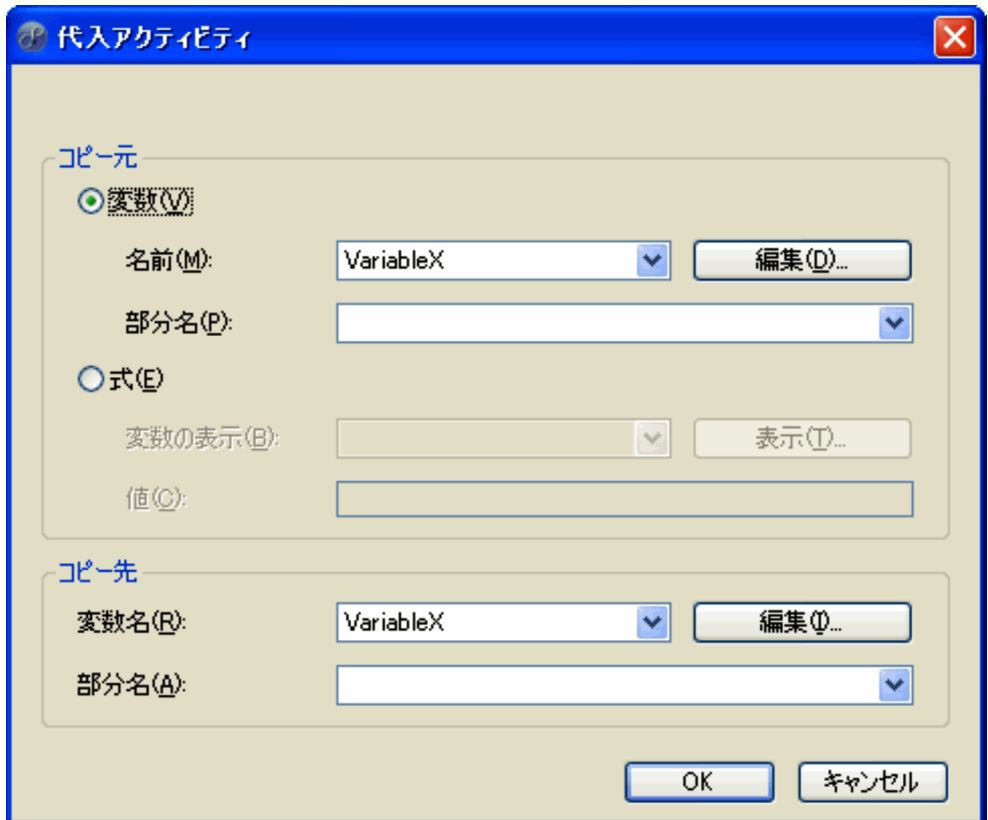 代入アクティビティ
コピー元
変数(V)
名前(M): VariableX 編集(D)...
部分名(P):
式(E)
変数の表示(B): 表示(T)...
値(C):
コピー先
変数名(R): VariableX 編集(I)...
部分名(A):
OK キャンセル